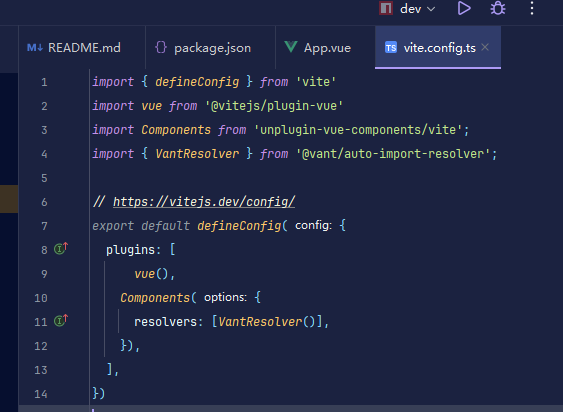 dev
README.md package.json App.vue vite.config.ts
1 import { defineConfig } from 'vite'
2 import vue from '@vitejs/plugin-vue'
3 import Components from 'unplugin-vue-components/vite';
4 import { VantResolver } from '@vant/auto-import-resolver';
5
6 // https://vitejs.dev/config/
7 export default defineConfig( config: {
8 plugins: [
9 vue(),
10 Components( options: {
11 resolvers: [VantResolver()],
12 }),
13 ],
14 })